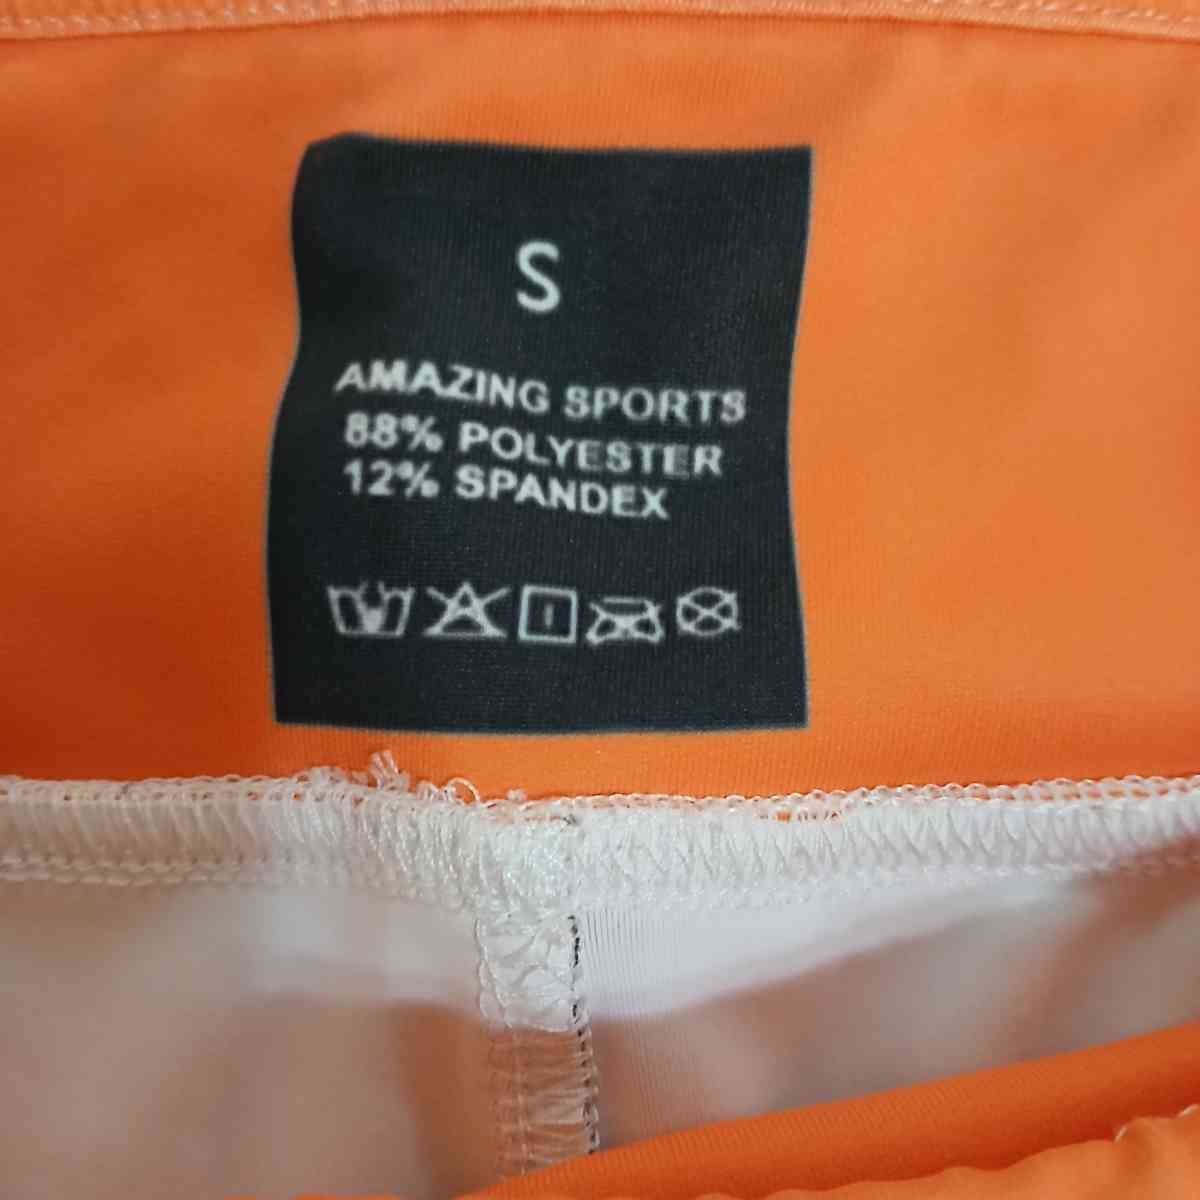 S
AMAZING SPORTS
88% POLYESTER
12% SPANDEX